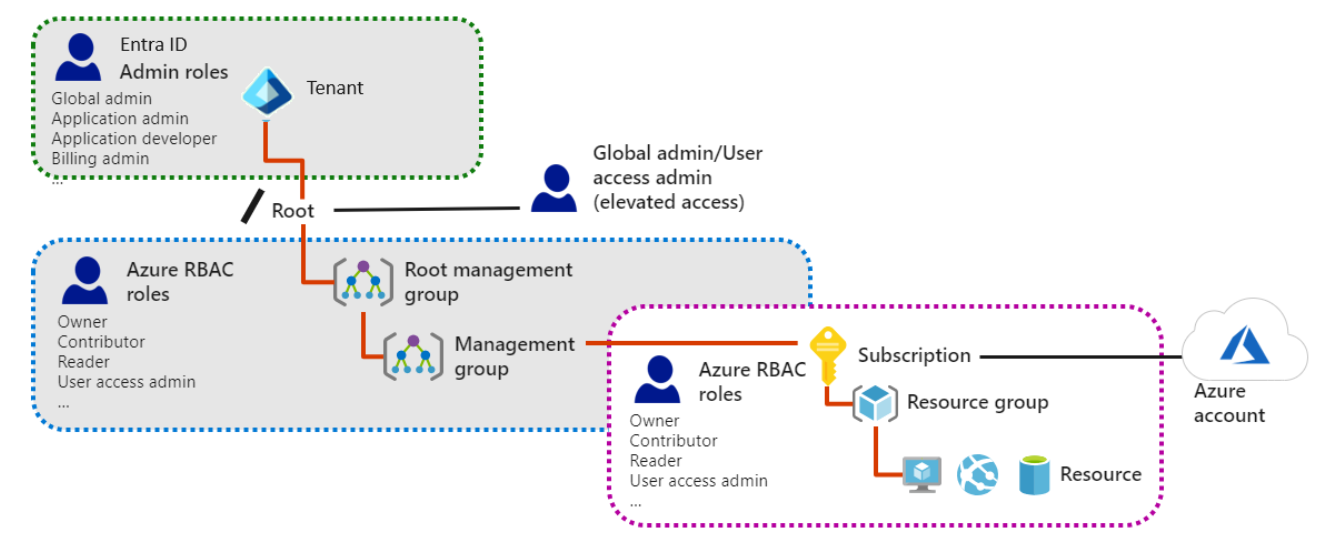 Entra ID
Admin roles
Global admin
Application admin
Application developer
Billing admin
...
Tenant
Global admin/User
access admin
(elevated access)
/ Root
Azure RBAC
roles
Owner
Contributor
Reader
User access admin
...
Root management
group
Management
group
Azure RBAC
roles
Owner
Contributor
Reader
User access admin
...
Subscription
Resource group
Resource
Azure
account